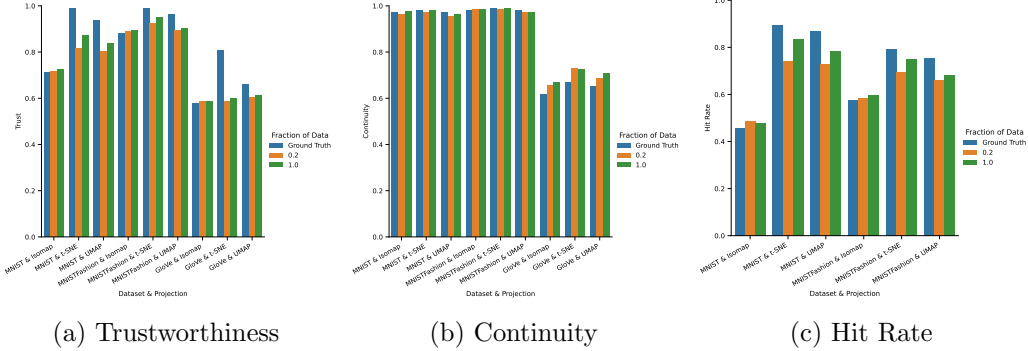 1.0
0.8
0.6
0.4
0.2
0.0
Trust
MNIST & Isomap
MNIST & t-SNE
MNIST & UMAP
MNISTFashion & Isomap
MNISTFashion & t-SNE
MNISTFashion & UMAP
GloVe & Isomap
GloVe & t-SNE
GloVe & UMAP
Dataset & Projection
Fraction of Data
Ground Truth
0.2
1.0
(a) Trustworthiness
1.0
0.8
0.6
0.4
0.2
0.0
Continuity
MNIST & Isomap
MNIST & t-SNE
MNIST & UMAP
MNISTFashion & Isomap
MNISTFashion & t-SNE
MNISTFashion & UMAP
GloVe & Isomap
GloVe & t-SNE
GloVe & UMAP
Dataset & Projection
Fraction of Data
Ground Truth
0.2
1.0
(b) Continuity
1.0
0.8
0.6
0.4
0.2
0.0
Hit Rate
MNIST & Isomap
MNIST & t-SNE
MNIST & UMAP
MNISTFashion & Isomap
MNISTFashion & t-SNE
MNISTFashion & UMAP
Dataset & Projection
Fraction of Data
Ground Truth
0.2
1.0
(c) Hit Rate